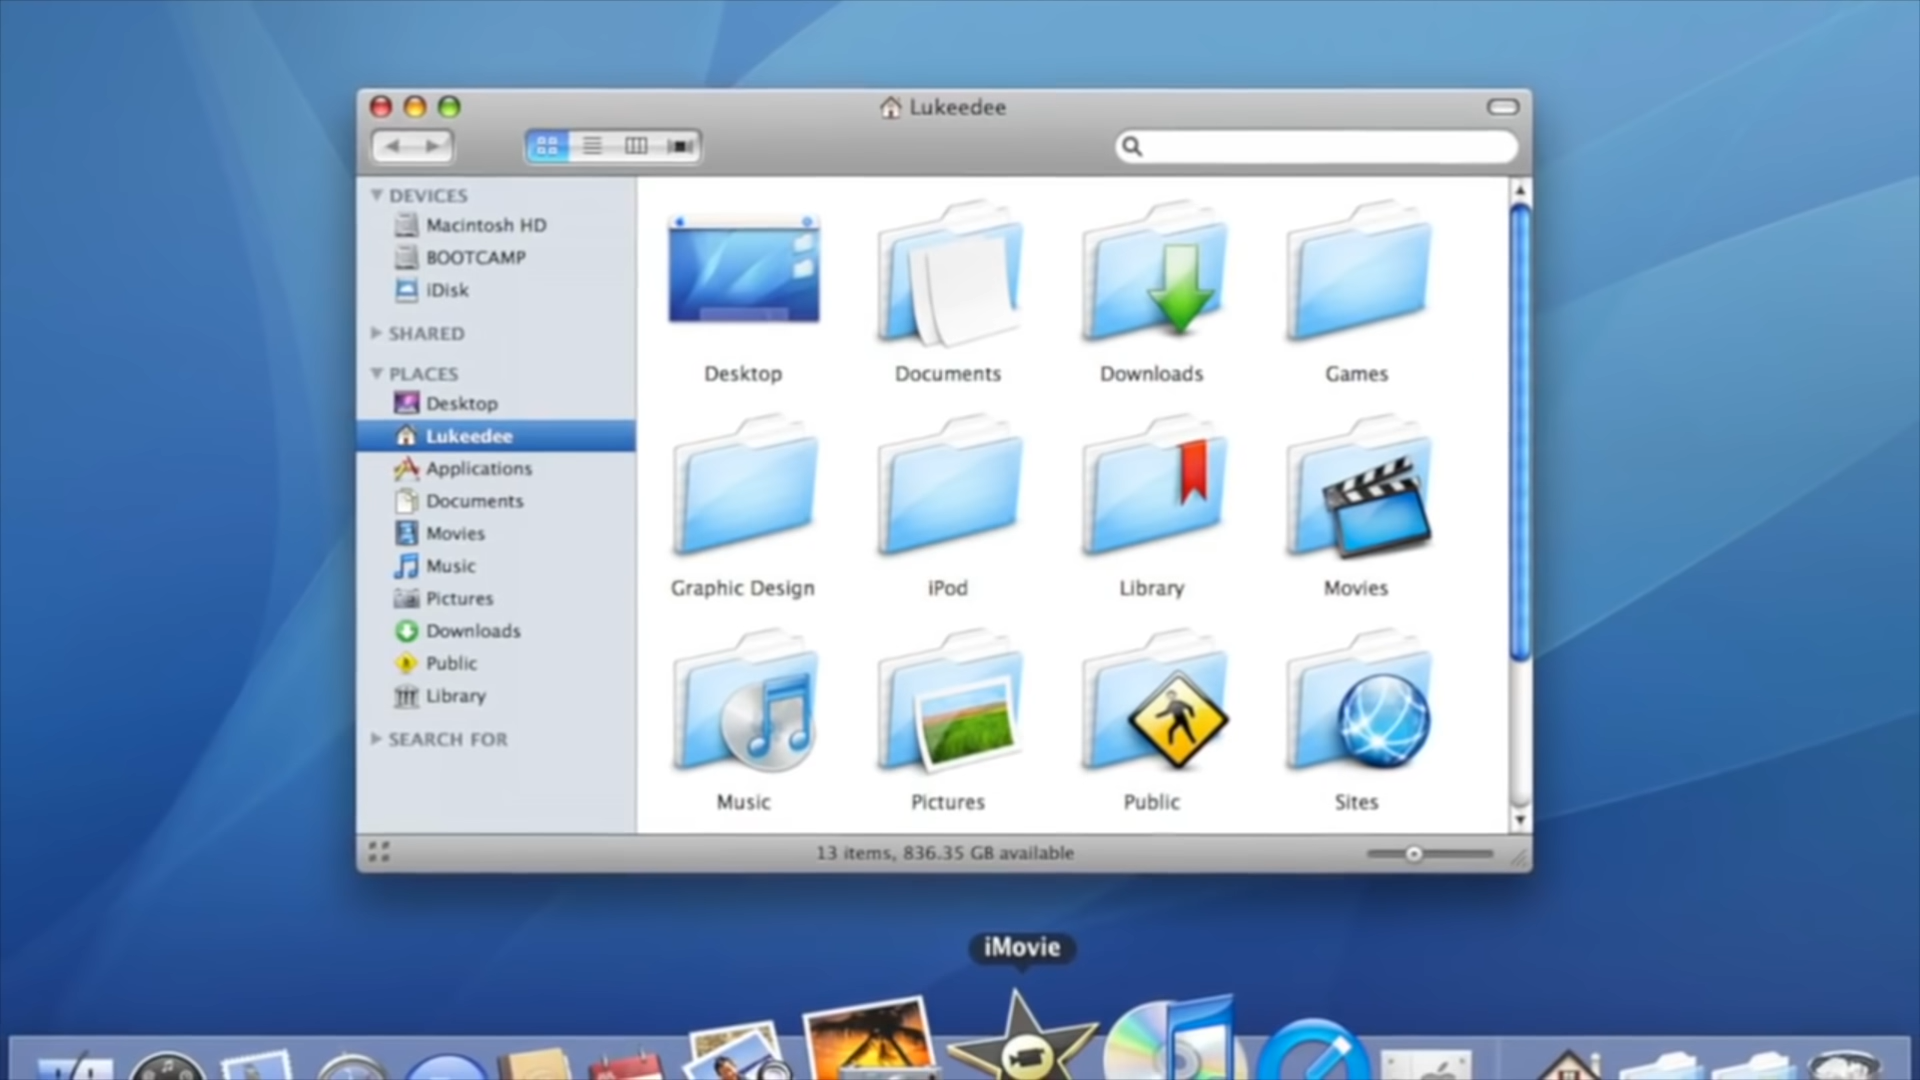 Lukeedee
DEVICES
Macintosh HD
BOOTCAMP
iDisk
SHARED
PLACES
Desktop
Lukeedee
Applications
Documents
Movies
Music
Pictures
Downloads
Public
Library
SEARCH FOR
Desktop Documents Downloads Games
Graphic Design iPod Library Movies
Music Pictures Public Sites
13 items, 836.35 GB available
iMovie